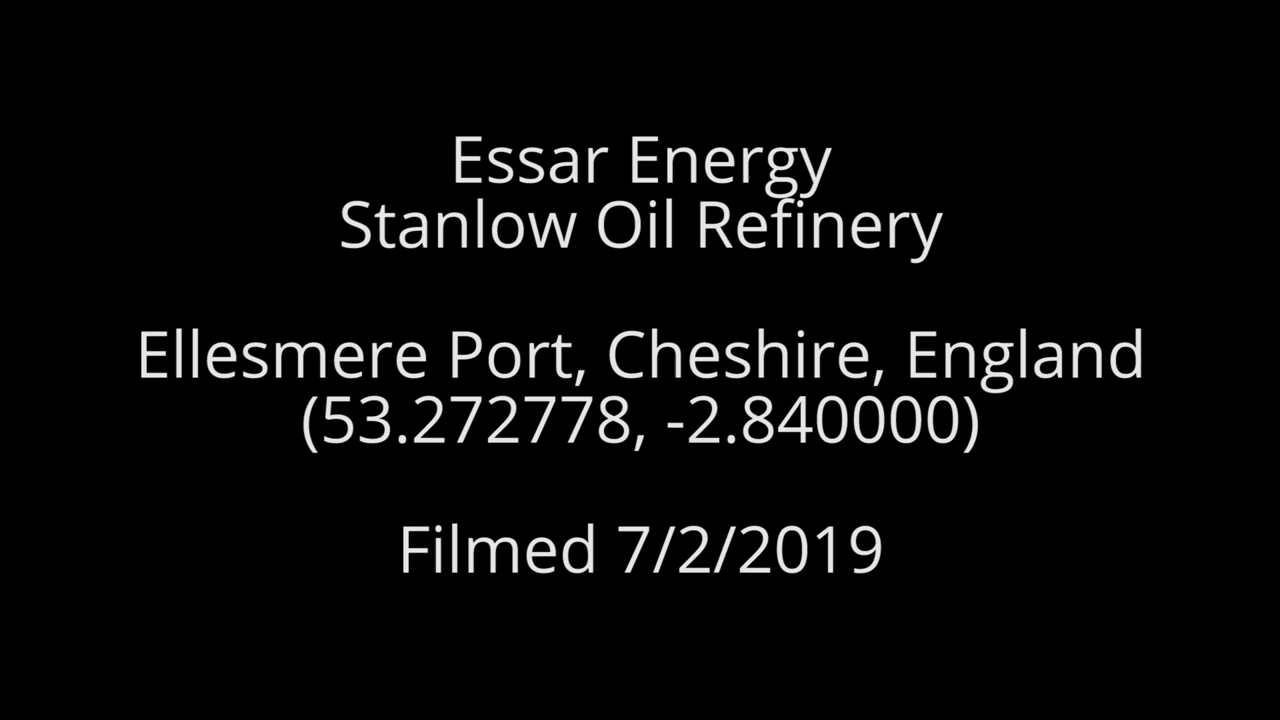 Essar Energy
Stanlow Oil Refinery
Ellesmere Port, Cheshire, England
(53.272778, -2.840000)
Filmed 7/2/2019